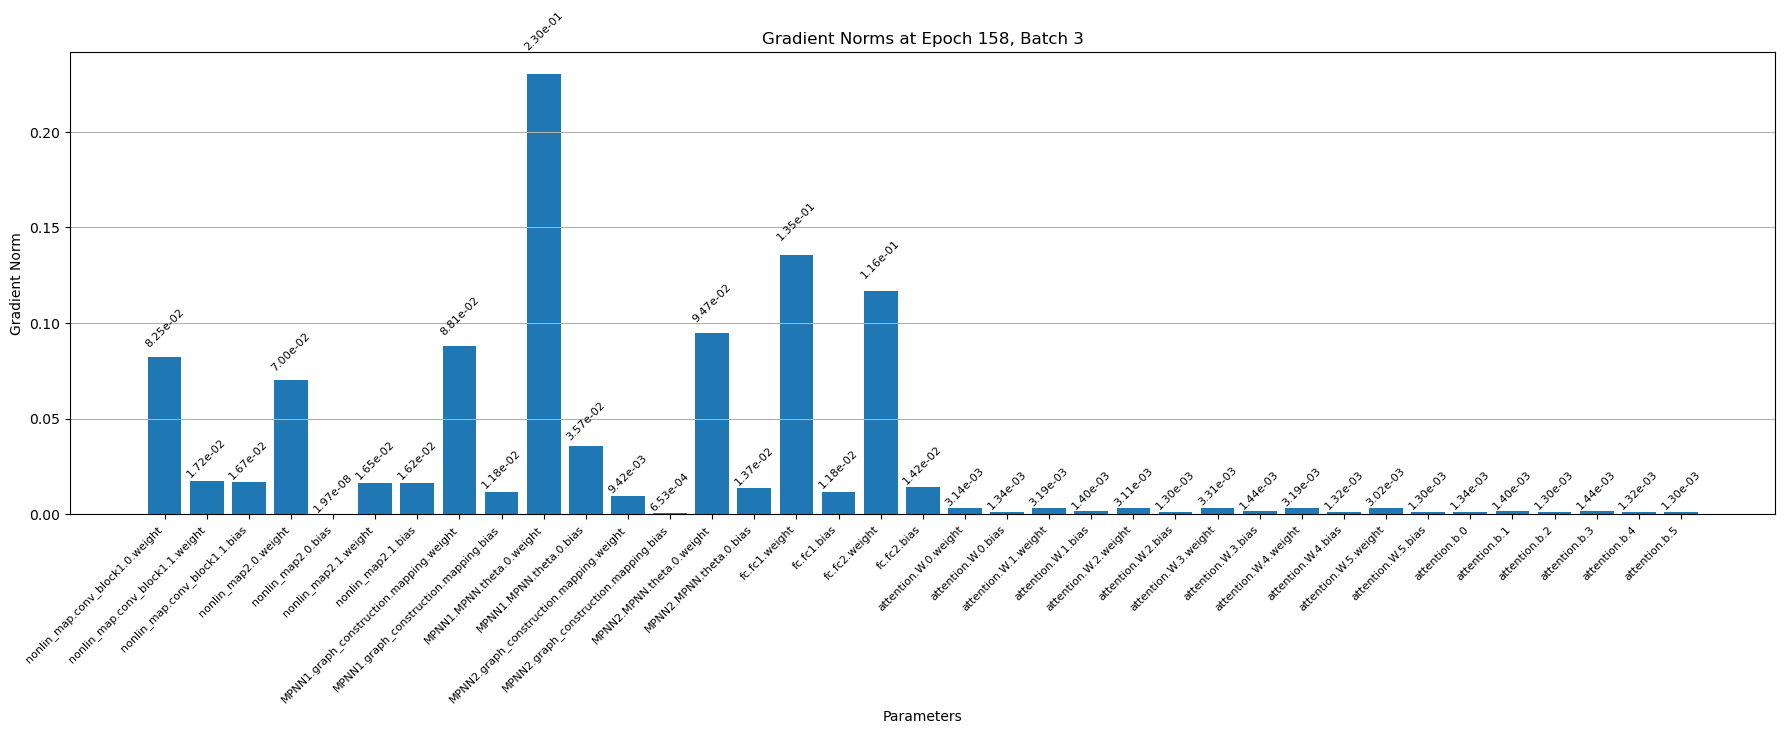 Gradient Norms at Epoch 158, Batch 3
Gradient Norm
0.20
0.15
0.10
0.05
0.00
8.25e-02
1.72e-02
1.67e-02
7.00e-02
1.97e-08
1.65e-02
1.62e-02
8.81e-02
1.18e-02
2.30e-01
3.57e-02
9.42e-03
6.53e-04
9.47e-02
1.37e-02
1.35e-01
1.18e-02
1.16e-01
1.42e-02
3.14e-03
1.34e-03
3.19e-03
1.40e-03
3.11e-03
1.30e-03
3.31e-03
1.44e-03
3.19e-03
1.32e-03
3.02e-03
1.30e-03
1.34e-03
1.40e-03
1.30e-03
1.44e-03
1.32e-03
1.30e-03
nonlin_map.conv_block1.0.weight
nonlin_map.conv_block1.1.weight
nonlin_map.conv_block1.1.bias
nonlin_map2.0.weight
nonlin_map2.0.bias
nonlin_map2.1.weight
nonlin_map2.1.bias
MPNN1.graph_construction.mapping.weight
MPNN1.graph_construction.mapping.bias
MPNN1.MPNN.theta.0.weight
MPNN1.MPNN.theta.0.bias
MPNN2.graph_construction.mapping.weight
MPNN2.graph_construction.mapping.bias
MPNN2.MPNN.theta.0.weight
MPNN2.MPNN.theta.0.bias
fc.fc1.weight
fc.fc1.bias
fc.fc2.weight
fc.fc2.bias
attention.W.0.weight
attention.W.0.bias
attention.W.1.weight
attention.W.1.bias
attention.W.2.weight
attention.W.2.bias
attention.W.3.weight
attention.W.3.bias
attention.W.4.weight
attention.W.4.bias
attention.W.5.weight
attention.W.5.bias
attention.b.0
attention.b.1
attention.b.2
attention.b.3
attention.b.4
attention.b.5
Parameters